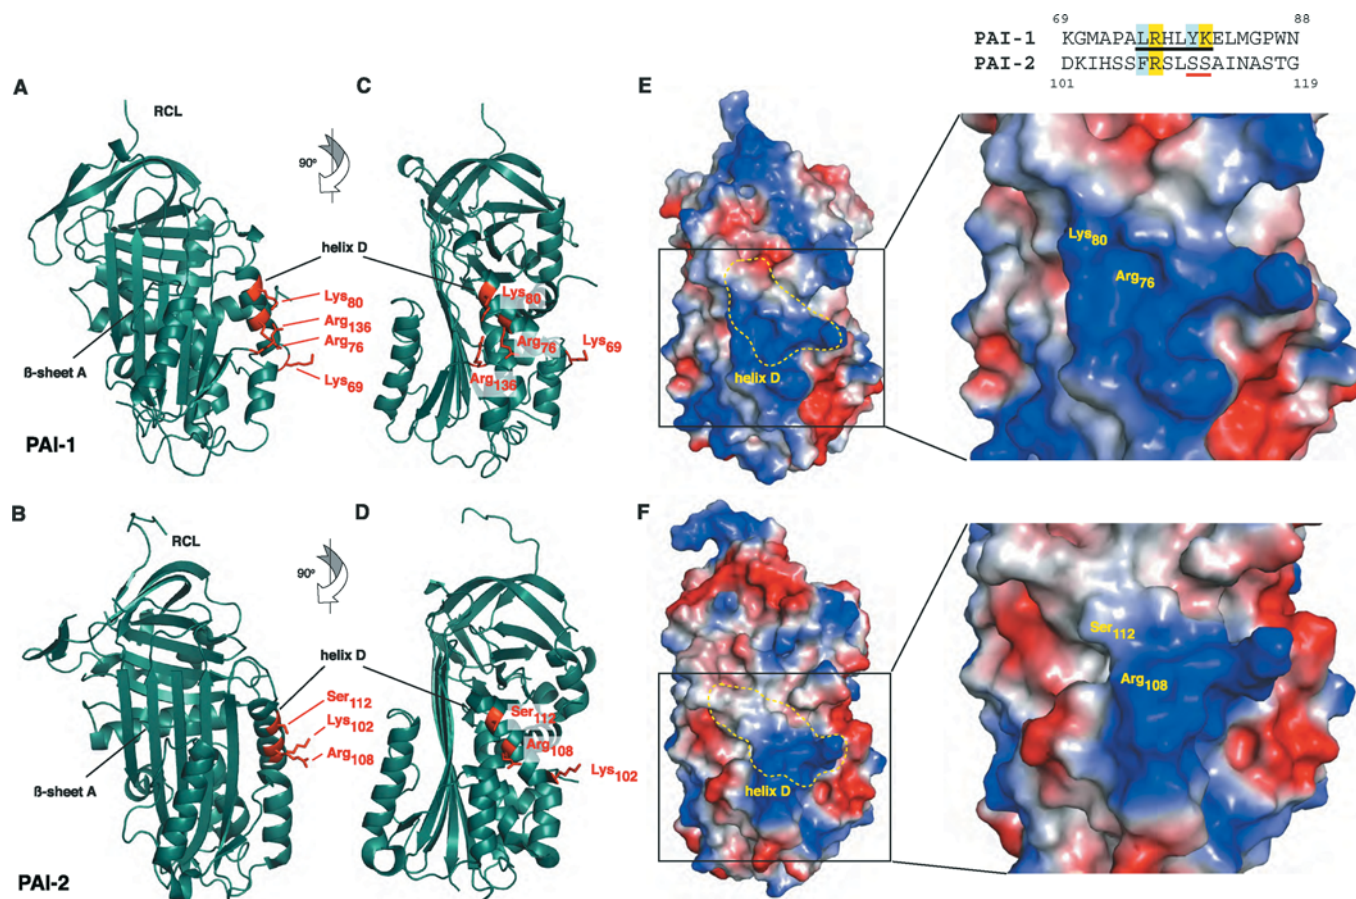 69 88
PAI-1 KGMAPALRHLYKELMGPWN
PAI-2 DKIHSSFRSLSSAINASTG
101 119
A
RCL
90º
helix D
Lys80
Arg136
Arg76
Lys69
ß-sheet A
PAI-1
C
Lys80
Arg76
Lys69
Arg136
E
helix D
Lys80
Arg76
B
RCL
90º
helix D
Ser112
Lys102
Arg108
ß-sheet A
PAI-2
D
Ser112
Arg108
Lys102
F
helix D
Ser112
Arg108